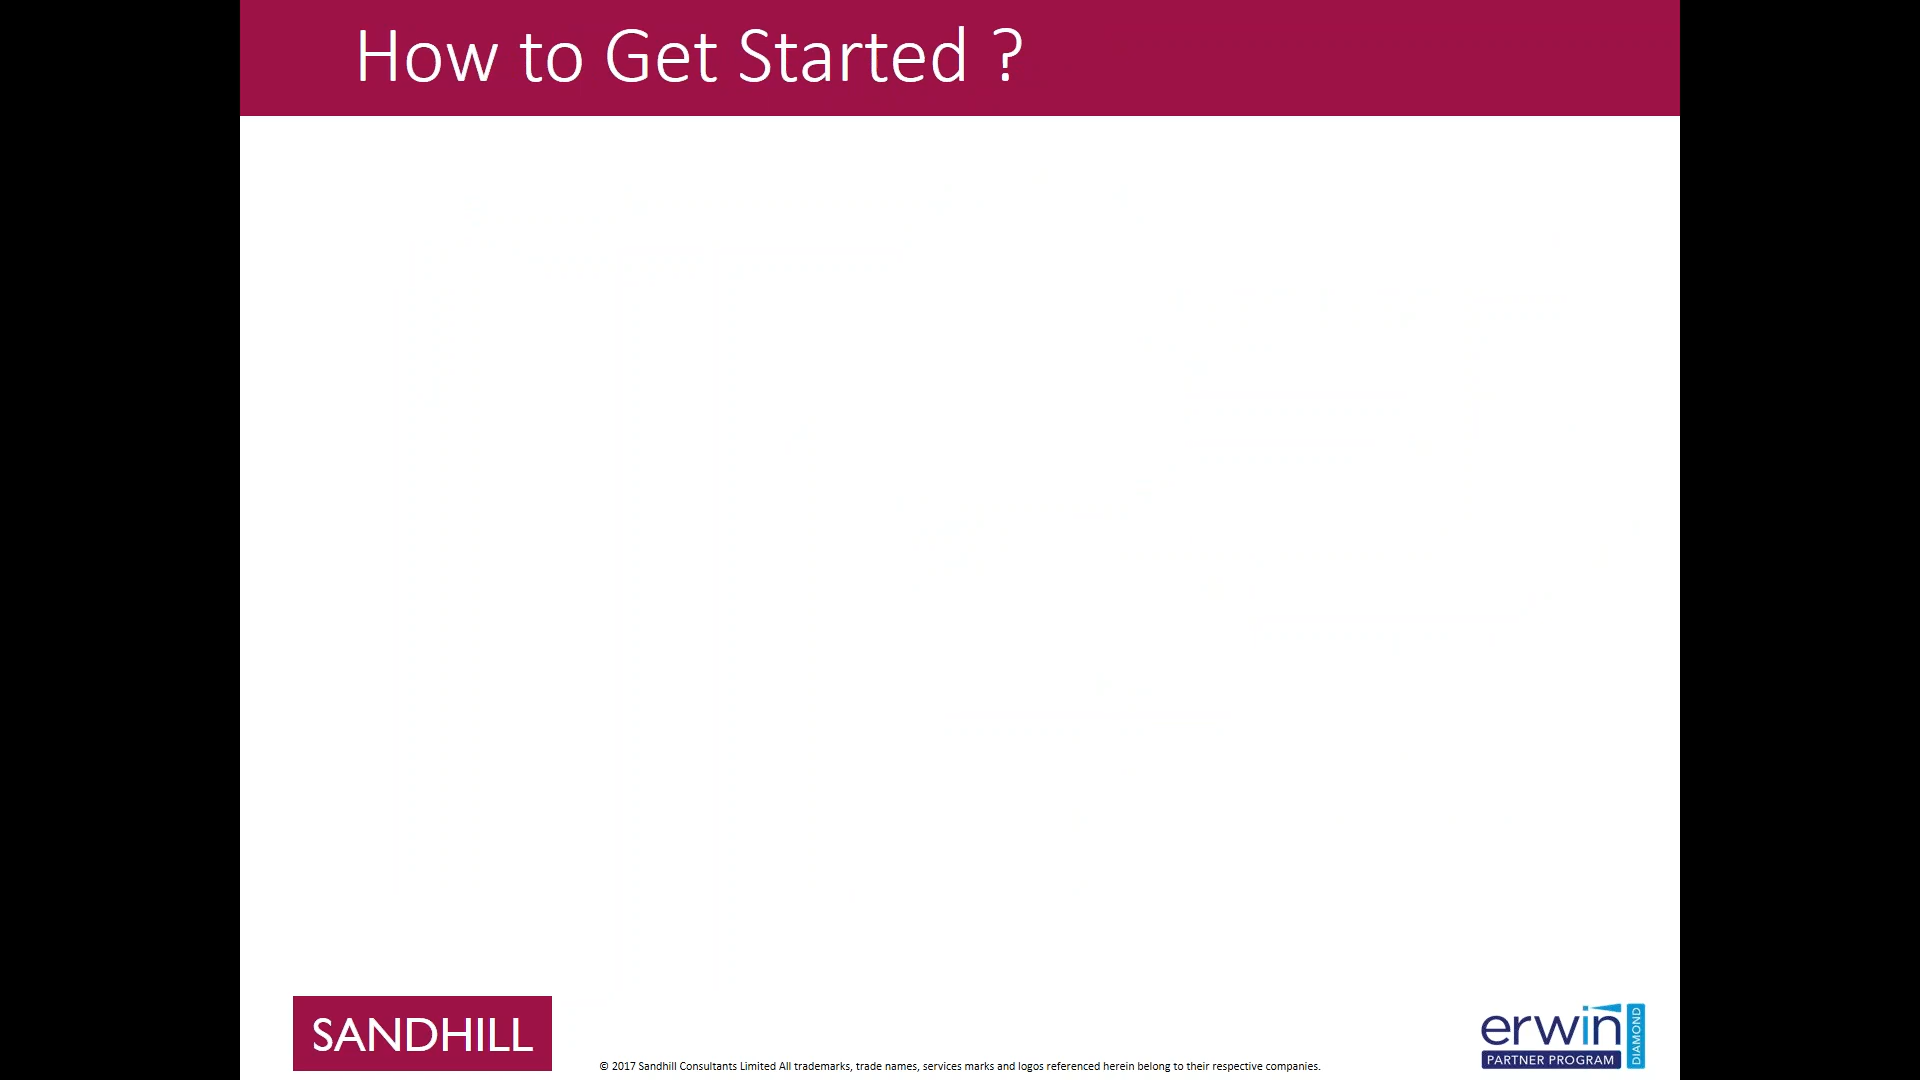 How to Get Started ?
SANDHILL
© 2017 Sandhill Consultants Limited All trademarks, trade names, services marks and logos referenced herein belong to their respective companies.
erwin
PARTNER PROGRAM
DIAMOND